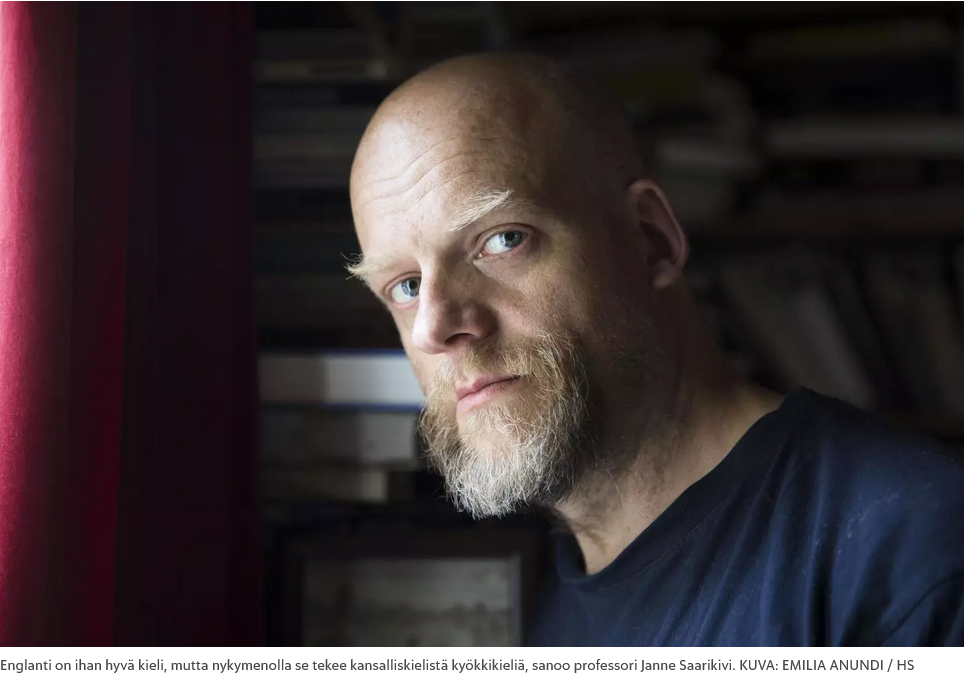 Englanti on ihan hyvä kieli, mutta nykymenolla se tekee kansalliskielistä kyökkikieliä, sanoo professori Janne Saarikivi. KUVA: EMILIA ANUNDI / HS